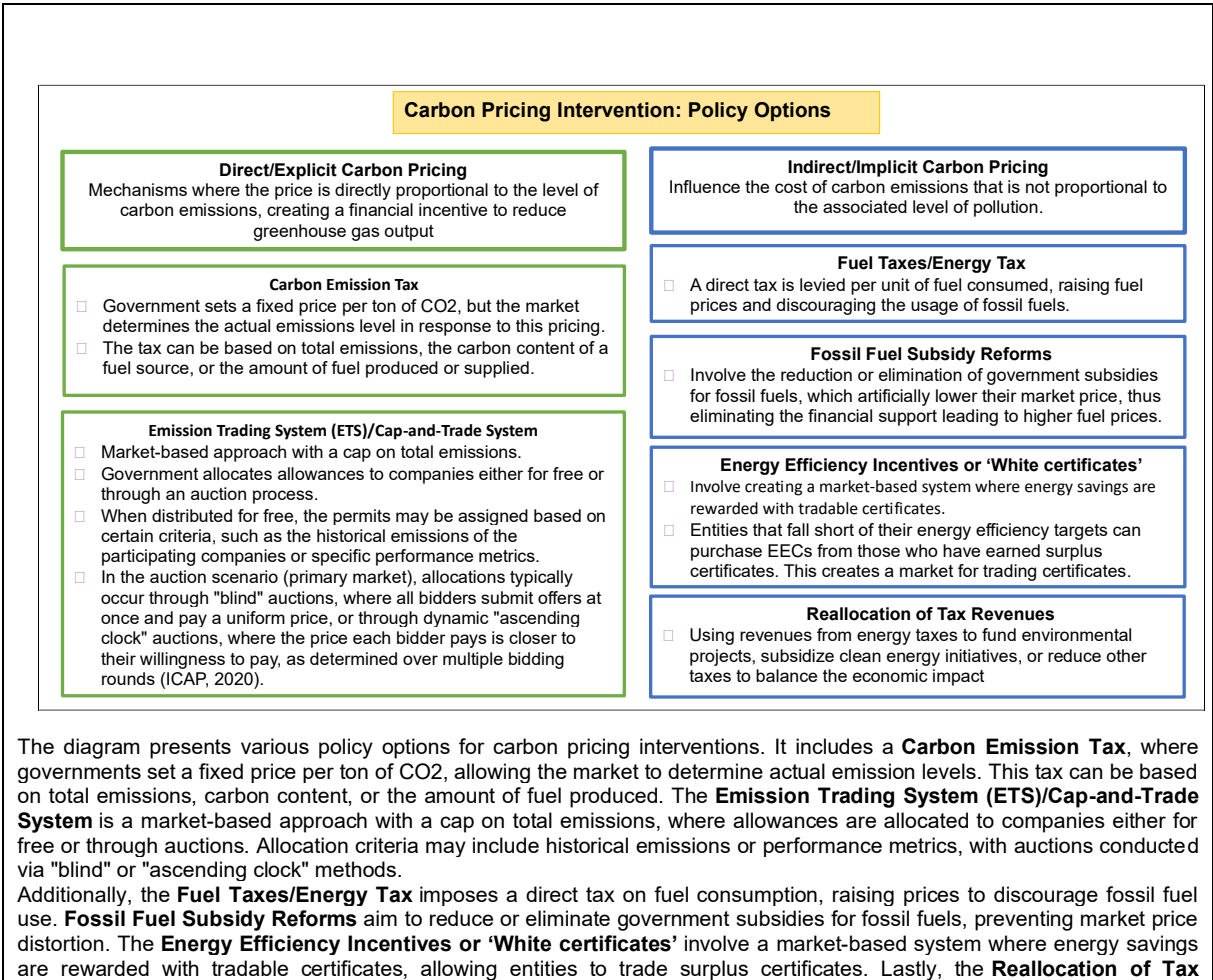 Carbon Pricing Intervention: Policy Options
Direct/Explicit Carbon Pricing
Mechanisms where the price is directly proportional to the level of
carbon emissions, creating a financial incentive to reduce
greenhouse gas output
Carbon Emission Tax
Government sets a fixed price per ton of CO2, but the market
determines the actual emissions level in response to this pricing.
The tax can be based on total emissions, the carbon content of a
fuel source, or the amount of fuel produced or supplied.
Emission Trading System (ETS)/Cap-and-Trade System
Market-based approach with a cap on total emissions.
Government allocates allowances to companies either for free or
through an auction process.
When distributed for free, the permits may be assigned based on
certain criteria, such as the historical emissions of the
participating companies or specific performance metrics.
In the auction scenario (primary market), allocations typically
occur through "blind" auctions, where all bidders submit offers at
once and pay a uniform price, or through dynamic "ascending
clock" auctions, where the price each bidder pays is closer to
their willingness to pay, as determined over multiple bidding
rounds (ICAP, 2020).
Indirect/Implicit Carbon Pricing
Influence the cost of carbon emissions that is not proportional to
the associated level of pollution.
Fuel Taxes/Energy Tax
A direct tax is levied per unit of fuel consumed, raising fuel
prices and discouraging the usage of fossil fuels.
Fossil Fuel Subsidy Reforms
Involve the reduction or elimination of government subsidies
for fossil fuels, which artificially lower their market price, thus
eliminating the financial support leading to higher fuel prices.
Energy Efficiency Incentives or ‘White certificates’
Involve creating a market-based system where energy savings are
rewarded with tradable certificates.
Entities that fall short of their energy efficiency targets can
purchase EECs from those who have earned surplus
certificates. This creates a market for trading certificates.
Reallocation of Tax Revenues
Using revenues from energy taxes to fund environmental
projects, subsidize clean energy initiatives, or reduce other
taxes to balance the economic impact
The diagram presents various policy options for carbon pricing interventions. It includes a Carbon Emission Tax, where
governments set a fixed price per ton of CO2, allowing the market to determine actual emission levels. This tax can be based
on total emissions, carbon content, or the amount of fuel produced. The Emission Trading System (ETS)/Cap-and-Trade
System is a market-based approach with a cap on total emissions, where allowances are allocated to companies either for
free or through auctions. Allocation criteria may include historical emissions or performance metrics, with auctions conducted
via "blind" or "ascending clock" methods.
Additionally, the Fuel Taxes/Energy Tax imposes a direct tax on fuel consumption, raising prices to discourage fossil fuel
use. Fossil Fuel Subsidy Reforms aim to reduce or eliminate government subsidies for fossil fuels, preventing market price
distortion. The Energy Efficiency Incentives or ‘White certificates’ involve a market-based system where energy savings
are rewarded with tradable certificates, allowing entities to trade surplus certificates. Lastly, the Reallocation of Tax